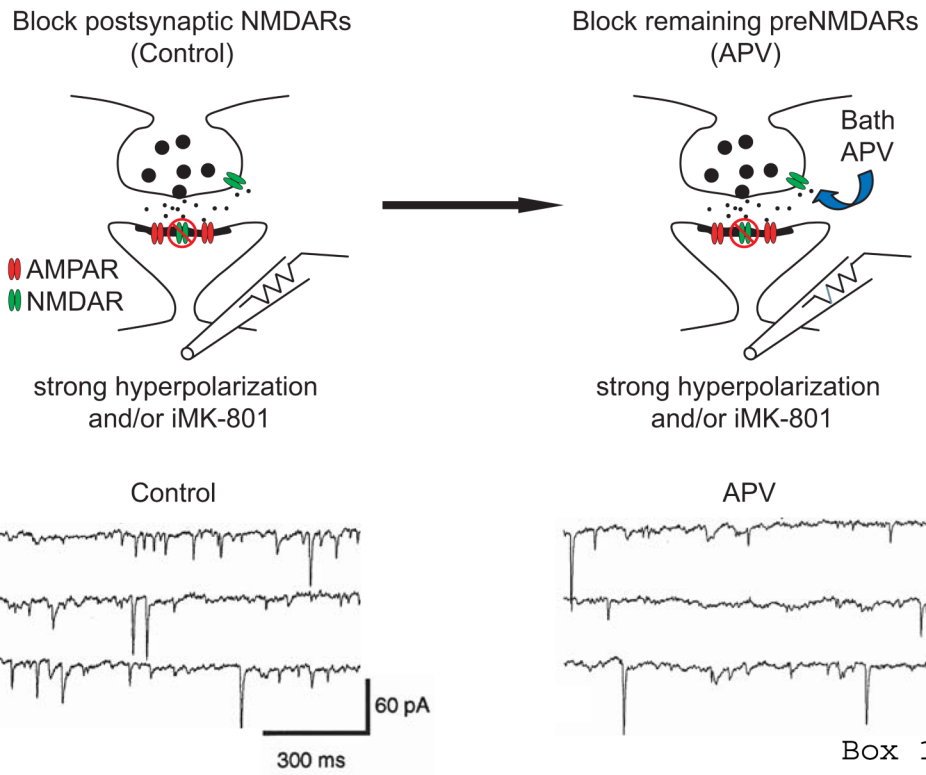 Block postsynaptic NMDARs
(Control)
Block remaining preNMDARs
(APV)
Bath
APV
AMPAR
NMDAR
strong hyperpolarization
and/or iMK-801
strong hyperpolarization
and/or iMK-801
Control
APV
60 pA
300 ms
Box 1